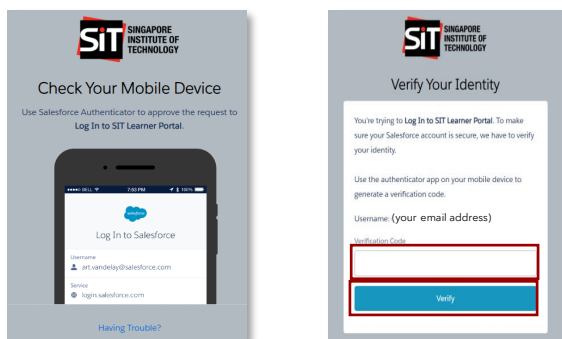 SiT
SINGAPORE
INSTITUTE OF
TECHNOLOGY
Check Your Mobile Device
Use Salesforce Authenticator to approve the request to
Log In to SIT Learner Portal.
DELL 7:60 PM 100%
salesforce
Log In to Salesforce
Username
art.vandelay@salesforce.com
Service
login.salesforce.com
Having Trouble?
SiT
SINGAPORE
INSTITUTE OF
TECHNOLOGY
Verify Your Identity
You're trying to Log In to SIT Learner Portal. To make
sure your Salesforce account is secure, we have to verify
your identity.
Use the authenticator app on your mobile device to
generate a verification code.
Username: (your email address)
Verification Code
Verify